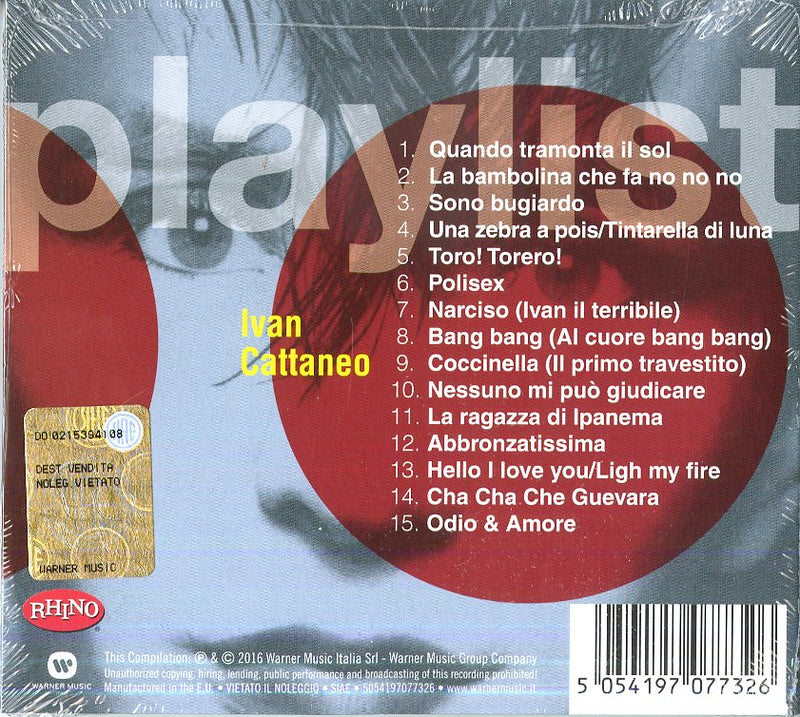 playlist
1. Quando tramonta il sol
2. La bambolina che fa no no no
3. Sono bugiardo
4. Una zebra a pois/Tintarella di luna
5. Toro! Torero!
6. Polisex
7. Narciso (Ivan il terribile)
8. Bang bang (Al cuore bang bang)
9. Coccinella (Il primo travestito)
10. Nessuno mi può giudicare
11. La ragazza di Ipanema
12. Abbronzatissima
13. Hello I love you/Ligh my fire
14. Cha Cha Che Guevara
15. Odio & Amore
Ivan
Cattaneo
DO 0215394108
DEST VENDITA
NOLEG VIETATO
WARNER MUSIC
RHINO
WARNER MUSIC
This Compilation: ℗ & © 2016 Warner Music Italia Srl - Warner Music Group Company
Unauthorized copying, hiring, lending, public performance and broadcasting of this recording prohibited!
Manufactured in the E.U. • VIETATO IL NOLEGGIO • SIAE • 5054197077326 • www.warnermusic.it
5 054197 077326